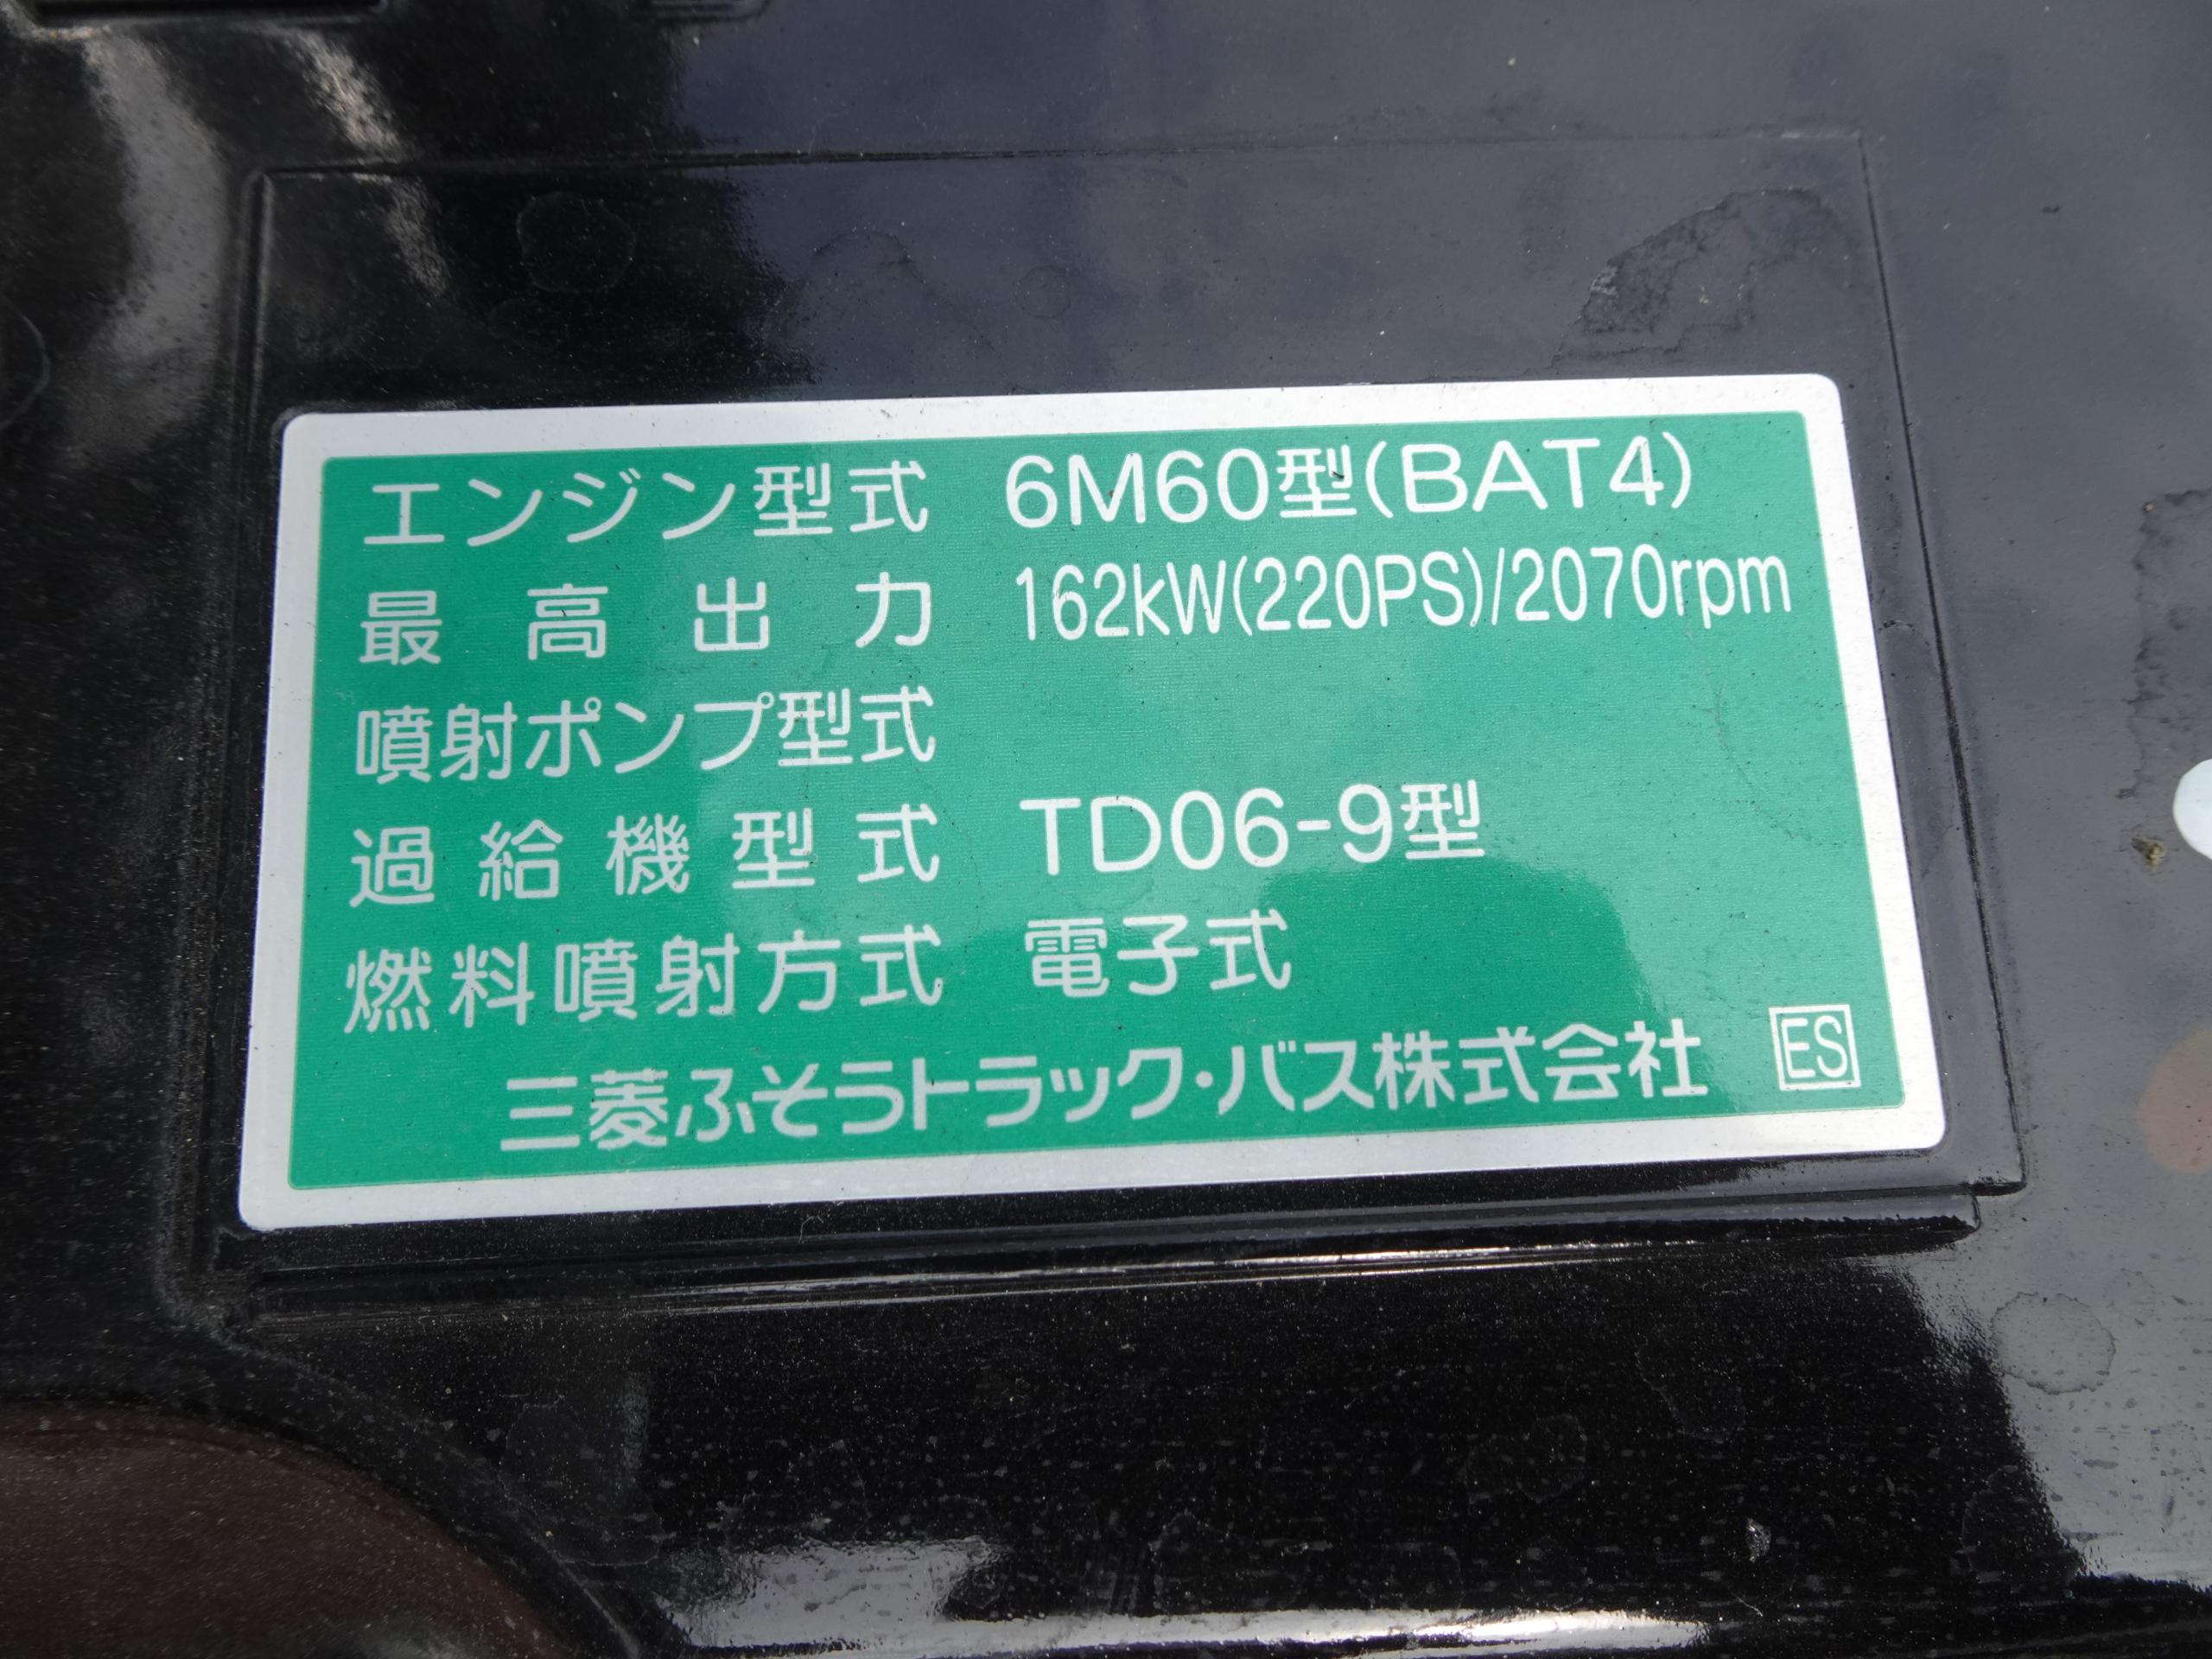 エンジン型式 6M60型(BAT4)
最高出力 162kW(220PS)/2070rpm
噴射ポンプ型式
過給機型式 TD06-9型
燃料噴射方式 電子式
三菱ふそうトラック・バス株式会社 ES